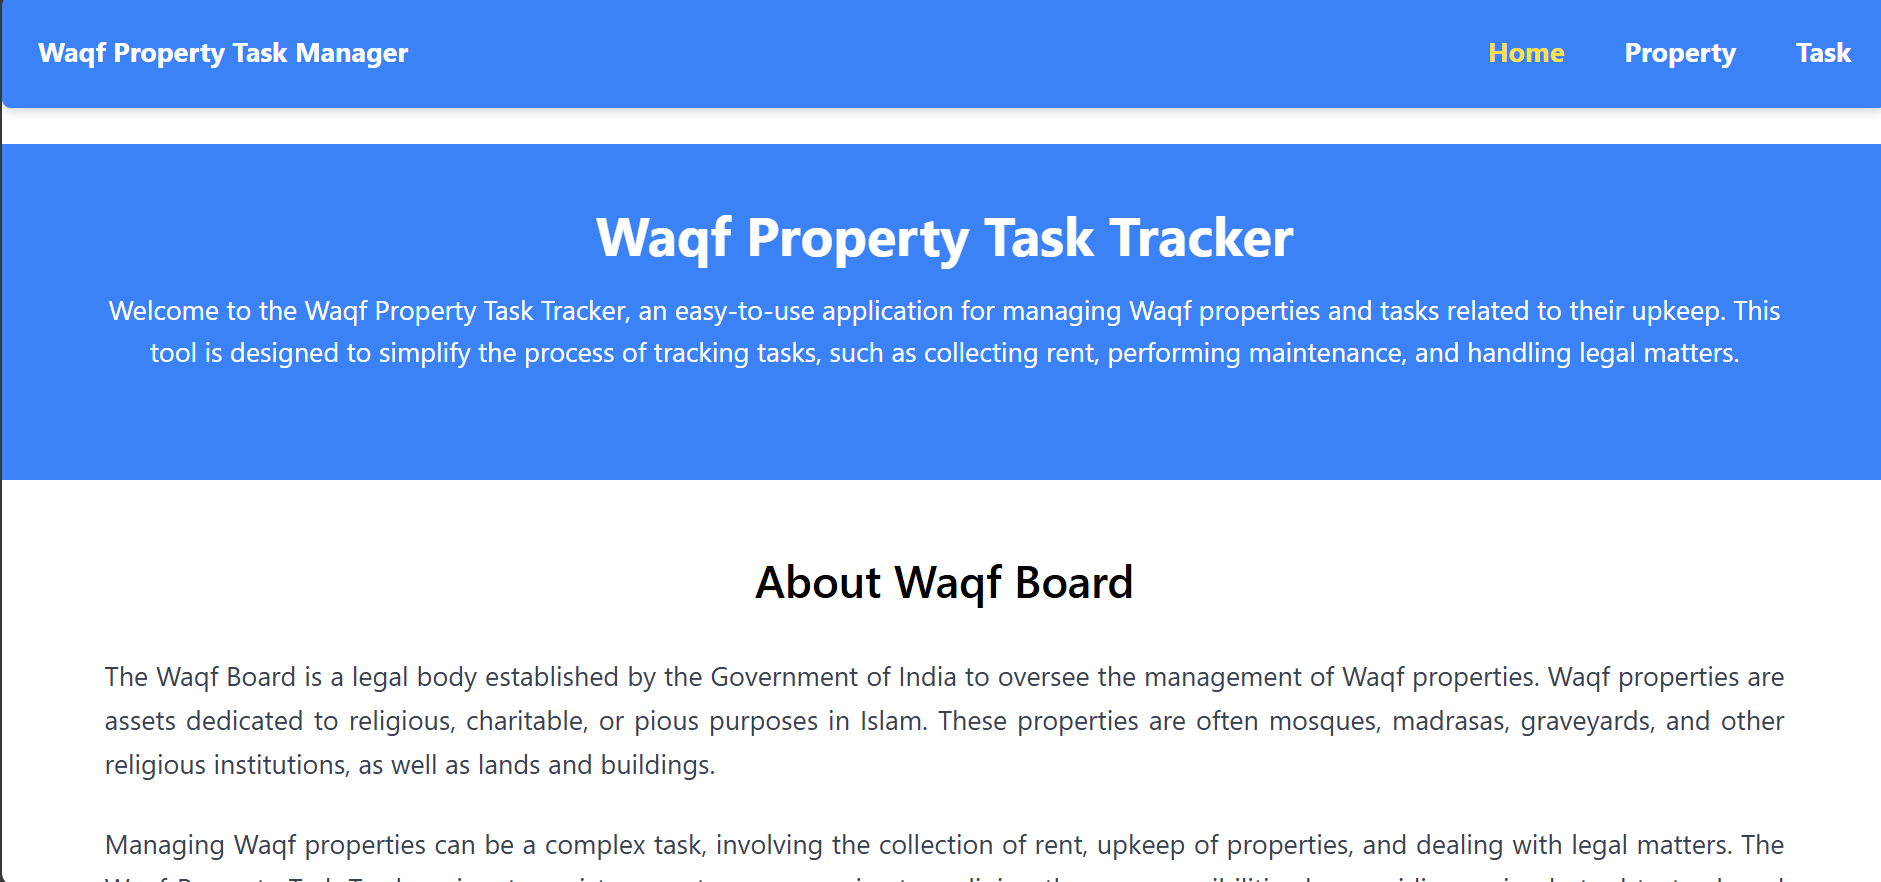 Waqf Property Task Manager
Home Property Task
Waqf Property Task Tracker
Welcome to the Waqf Property Task Tracker, an easy-to-use application for managing Waqf properties and tasks related to their upkeep. This
tool is designed to simplify the process of tracking tasks, such as collecting rent, performing maintenance, and handling legal matters.
About Waqf Board
The Waqf Board is a legal body established by the Government of India to oversee the management of Waqf properties. Waqf properties are
assets dedicated to religious, charitable, or pious purposes in Islam. These properties are often mosques, madrasas, graveyards, and other
religious institutions, as well as lands and buildings.
Managing Waqf properties can be a complex task, involving the collection of rent, upkeep of properties, and dealing with legal matters. The